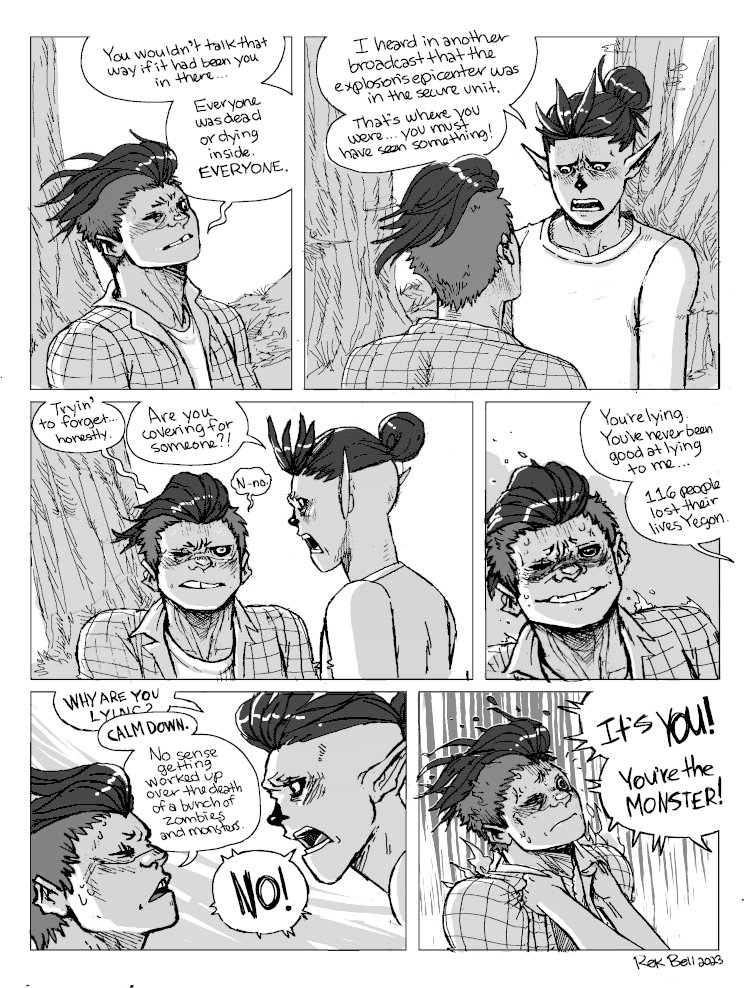 You wouldn't talk that
way if it had been you
in there...
Everyone
was dead
or dying
inside.
EVERYONE.
I heard in another
broadcast that the
explosion's epicenter was
in the secure unit.
That's where you
were... you must
have seen something!
Tryin'
to forget...
honestly.
Are you
covering for
someone?!
N-no.
You're lying.
You've never been
good at lying
to me...
116 people
lost their
lives Yegon.
WHY ARE YOU
LYING?
CALM DOWN.
No sense
getting
worked up
over the death
of a bunch of
zombies
and monsters.
NO!
It's YOU!
You're the
MONSTER!
Rek Bell 2023